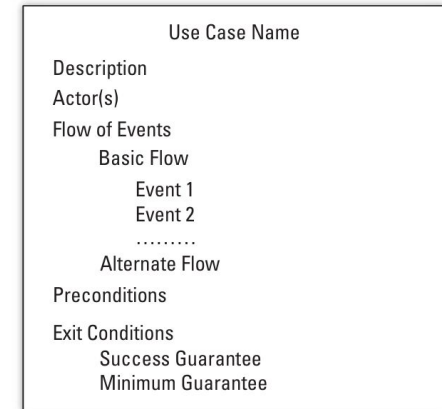 Use Case Name
Description
Actor(s)
Flow of Events
Basic Flow
Event 1
Event 2
.........
Alternate Flow
Preconditions
Exit Conditions
Success Guarantee
Minimum Guarantee